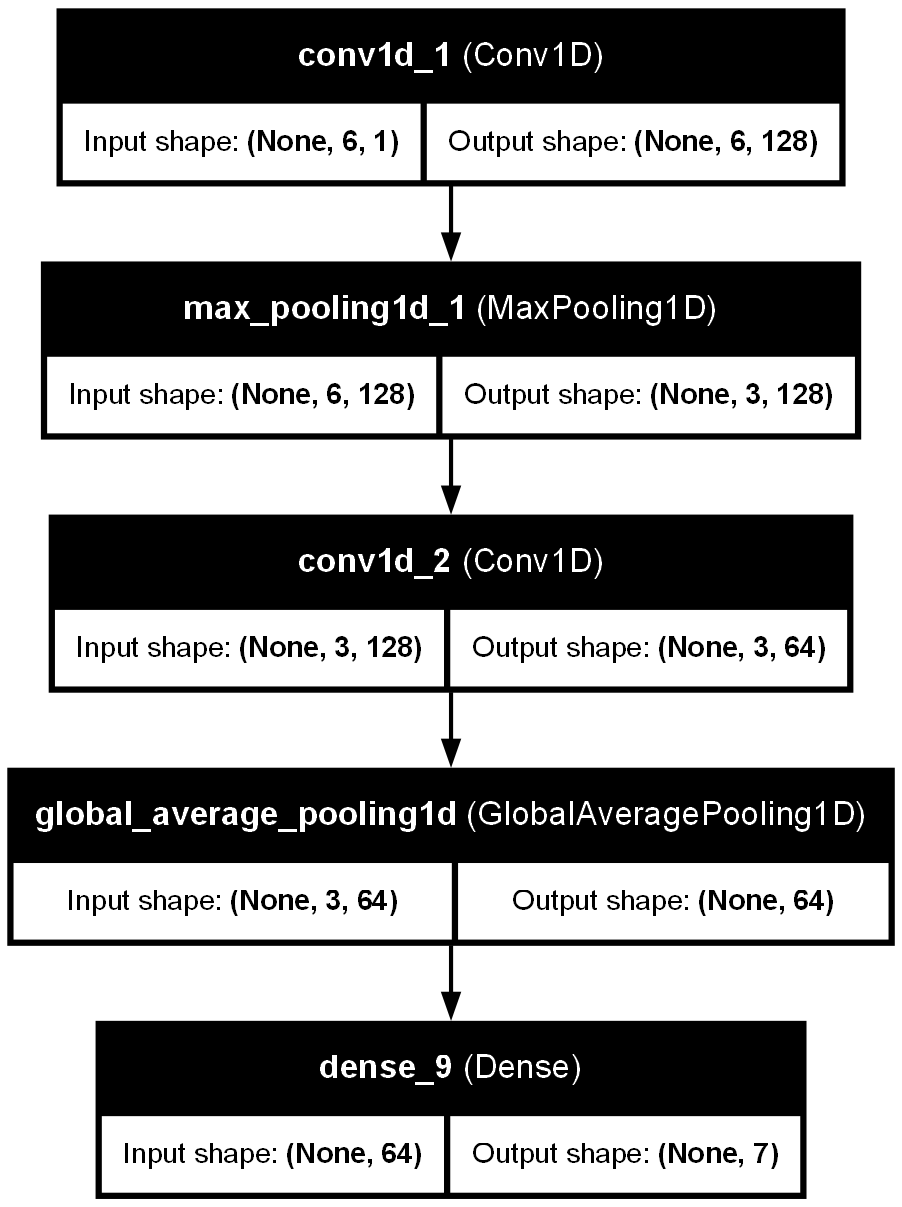 conv1d_1 (Conv1D)
Input shape: (None, 6, 1) Output shape: (None, 6, 128)
max_pooling1d_1 (MaxPooling1D)
Input shape: (None, 6, 128) Output shape: (None, 3, 128)
conv1d_2 (Conv1D)
Input shape: (None, 3, 128) Output shape: (None, 3, 64)
global_average_pooling1d (GlobalAveragePooling1D)
Input shape: (None, 3, 64) Output shape: (None, 64)
dense_9 (Dense)
Input shape: (None, 64) Output shape: (None, 7)